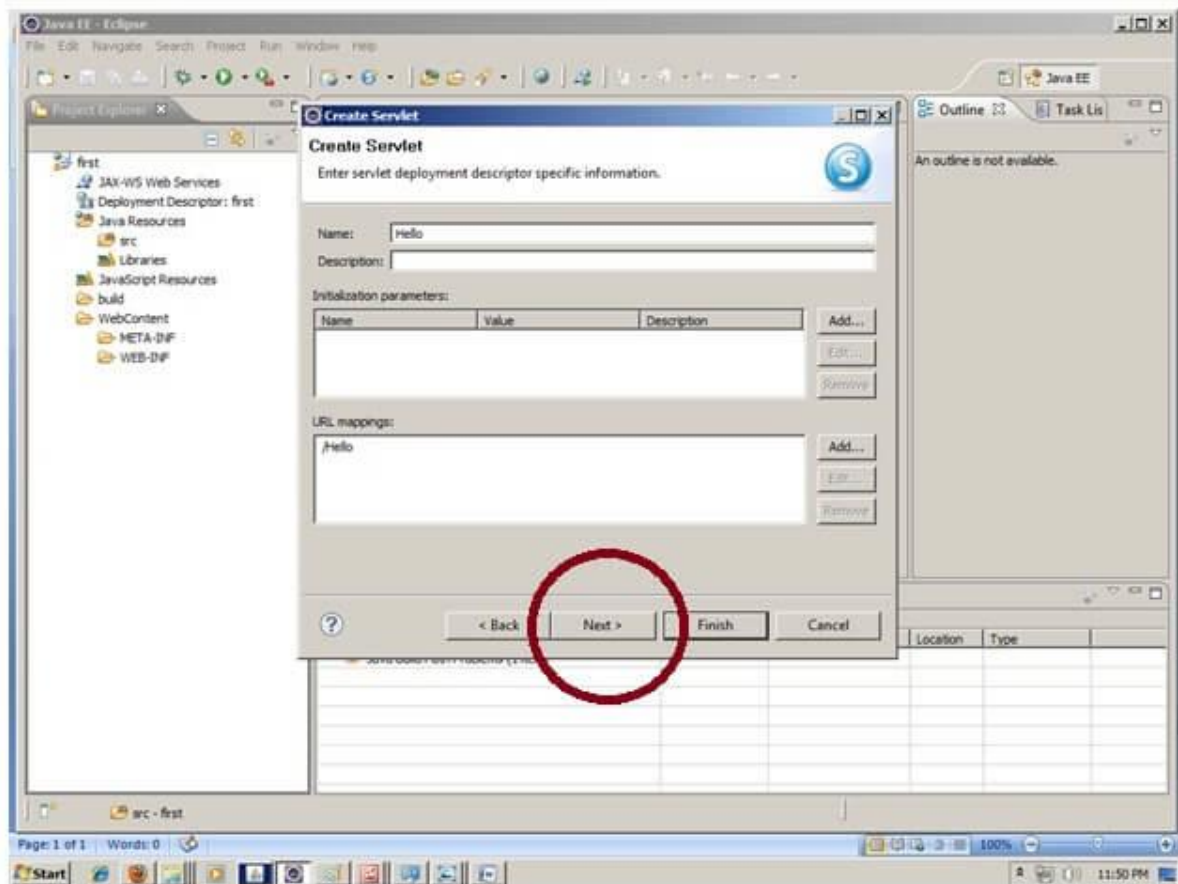 Java EE - Eclipse
File Edit Navigate Search Project Run Window Help
Java EE
Project Explorer
Outline
Task Lis
Create Servlet
Create Servlet
Enter servlet deployment descriptor specific information.
An outline is not available.
first
JAX-WS Web Services
Deployment Descriptor: first
Java Resources
src
Libraries
JavaScript Resources
build
WebContent
META-INF
WEB-INF
Name: Hello
Description:
Initialization parameters:
Name Value Description
Add...
Edit...
Remove
URL mappings:
/Hello
Add...
Edit...
Remove
< Back Next > Finish Cancel
Location Type
src - first
Page: 1 of 1 Words: 0 100%
Start 11:50 PM